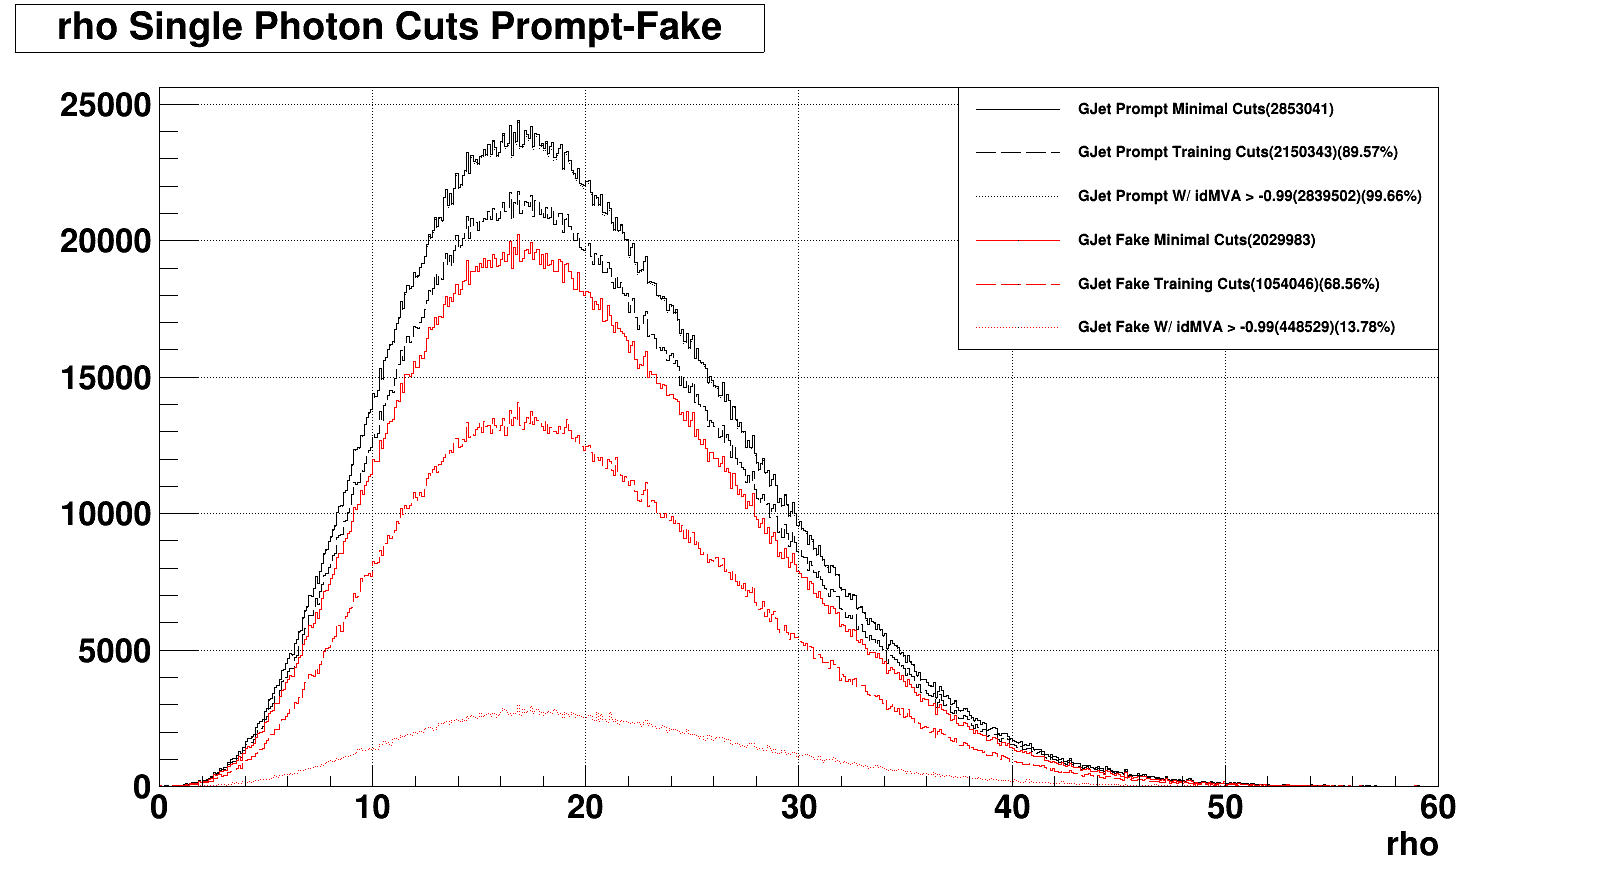 rho Single Photon Cuts Prompt-Fake
25000
20000
15000
10000
5000
0
GJet Prompt Minimal Cuts(2853041)
GJet Prompt Training Cuts(2150343)(89.57%)
GJet Prompt W/ idMVA > -0.99(2839502)(99.66%)
GJet Fake Minimal Cuts(2029983)
GJet Fake Training Cuts(1054046)(68.56%)
GJet Fake W/ idMVA > -0.99(448529)(13.78%)
0 10 20 30 40 50 60
rho